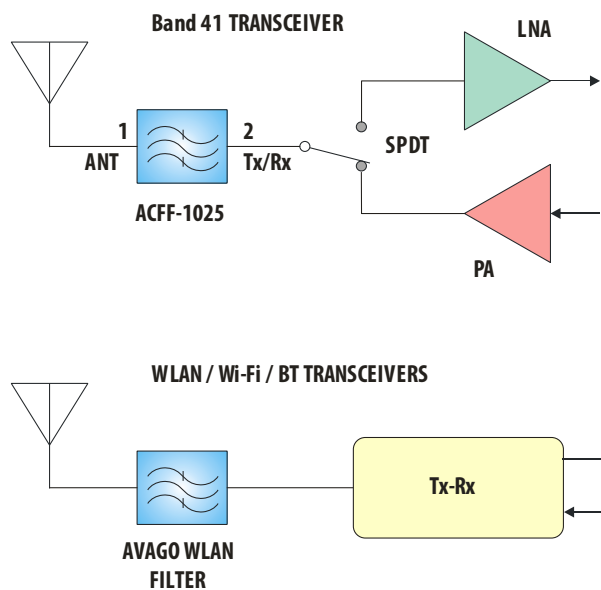 Band 41 TRANSCEIVER
LNA
1
2
ANT
Tx/Rx
SPDT
ACFF-1025
PA
WLAN / Wi-Fi / BT TRANSCEIVERS
Tx-Rx
AVAGO WLAN
FILTER